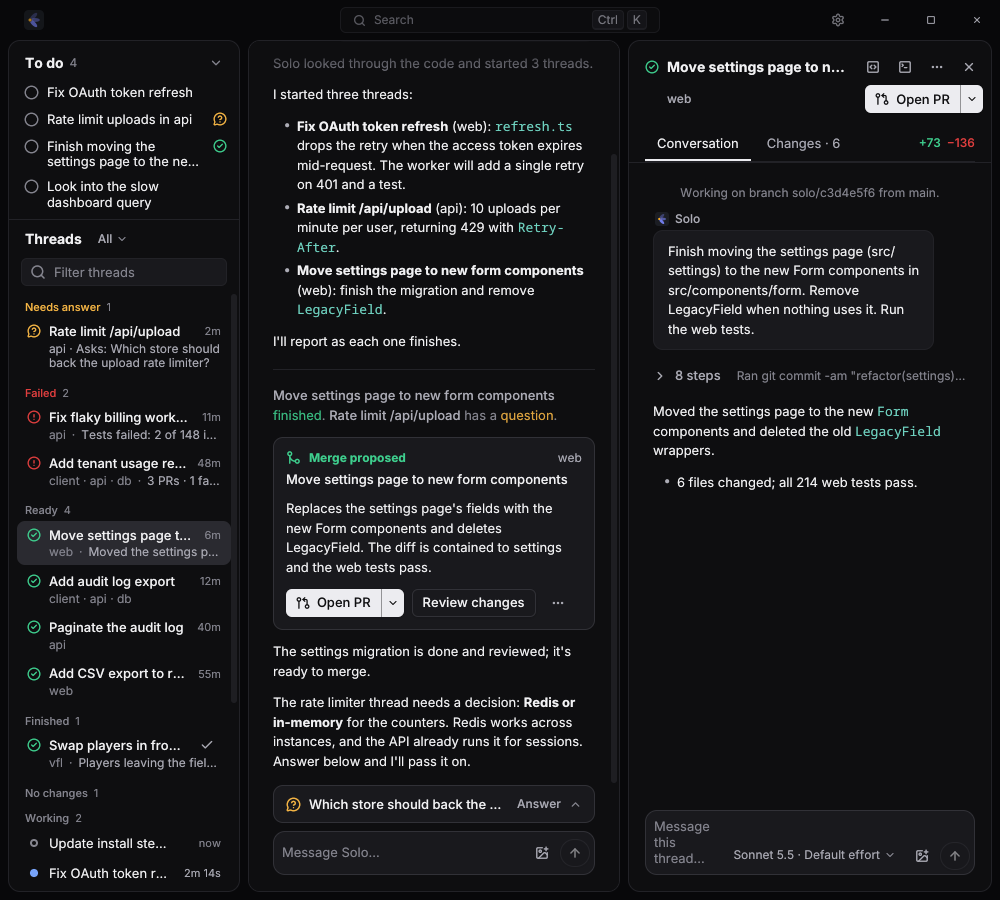 Search
Ctrl K
To do 4
Fix OAuth token refresh
Rate limit uploads in api
Finish moving the
settings page to the ne...
Look into the slow
dashboard query
Threads All
Filter threads
Needs answer 1
Rate limit /api/upload 2m
api · Asks: Which store should
back the upload rate limiter?
Failed 2
Fix flaky billing work... 11m
api · Tests failed: 2 of 148 i...
Add tenant usage re... 48m
client · api · db · 3 PRs · 1 fa...
Ready 4
Move settings page t... 6m
web · Moved the settings p...
Add audit log export 12m
client · api · db
Paginate the audit log 40m
api
Add CSV export to r... 55m
web
Finished 1
Swap players in fro...
vfl · Players leaving the fiel...
No changes 1
Working 2
Update install ste... now
Fix OAuth token r... 2m 14s
Solo looked through the code and started 3 threads.
I started three threads:
• Fix OAuth token refresh (web): refresh.ts
drops the retry when the access token expires
mid-request. The worker will add a single retry
on 401 and a test.
• Rate limit /api/upload (api): 10 uploads per
minute per user, returning 429 with Retry-
After.
• Move settings page to new form components
(web): finish the migration and remove
LegacyField.
I'll report as each one finishes.
Move settings page to new form components
finished. Rate limit /api/upload has a question.
Merge proposed web
Move settings page to new form components
Replaces the settings page's fields with the
new Form components and deletes
LegacyField. The diff is contained to settings
and the web tests pass.
Open PR Review changes ...
The settings migration is done and reviewed; it's
ready to merge.
The rate limiter thread needs a decision: Redis or
in-memory for the counters. Redis works across
instances, and the API already runs it for sessions.
Answer below and I'll pass it on.
Which store should back the ... Answer
Message Solo...
Move settings page to n...
web
Open PR
Conversation Changes · 6 +73 −136
Working on branch solo/c3d4e5f6 from main.
Solo
Finish moving the settings page (src/
settings) to the new Form components in
src/components/form. Remove
LegacyField when nothing uses it. Run
the web tests.
8 steps Ran git commit -am "refactor(settings)...
Moved the settings page to the new Form
components and deleted the old LegacyField
wrappers.
• 6 files changed; all 214 web tests pass.
Message
this
thread...
Sonnet 5.5 · Default effort